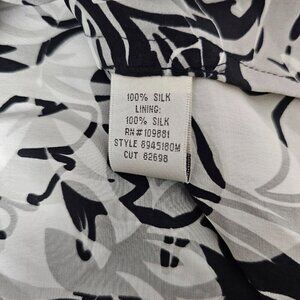 100% SILK
LINING:
100% SILK
RN#109881
STYLE 8945180M
CUT 82698